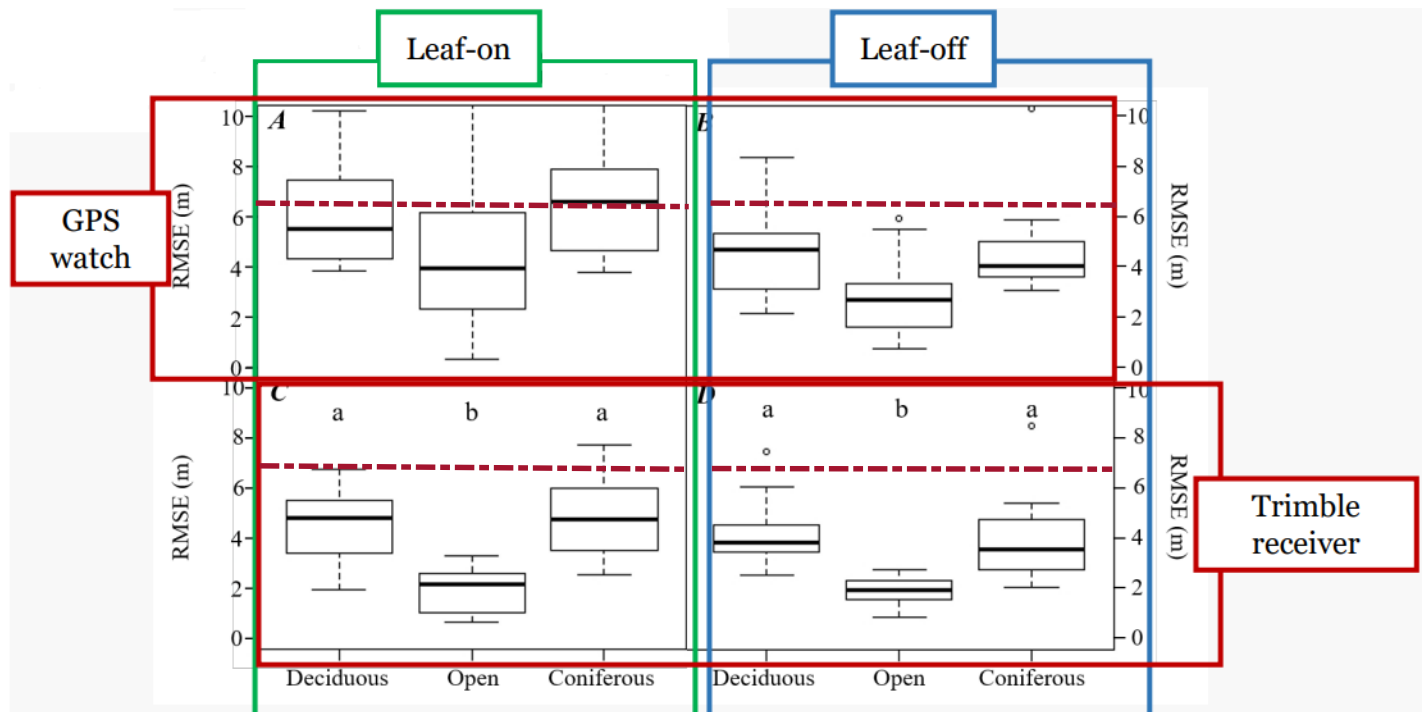 Leaf-on
Leaf-off
GPS
watch
A
B
RMSE (m)
10
8
6
4
2
0
10
8
6
4
2
0
RMSE (m)
C
D
a
b
a
a
b
a
RMSE (m)
10
8
6
4
2
0
10
8
6
4
2
0
RMSE (m)
Trimble
receiver
Deciduous
Open
Coniferous
Deciduous
Open
Coniferous